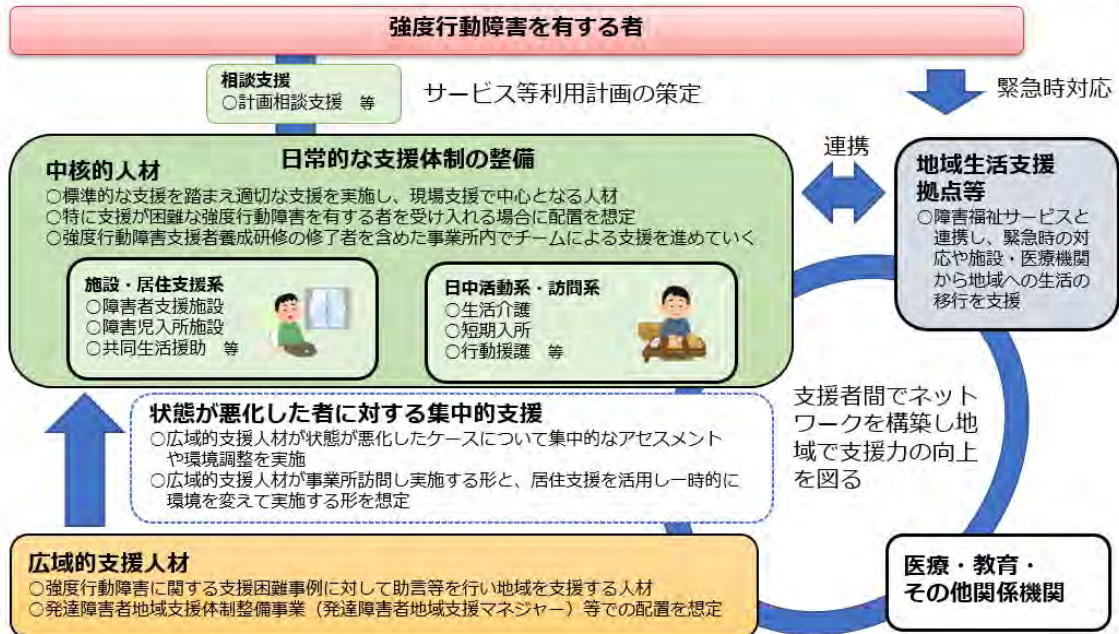 強度行動障害を有する者
相談支援
○計画相談支援　等
サービス等利用計画の策定
緊急時対応
日常的な支援体制の整備
中核的人材
○標準的な支援を踏まえ適切な支援を実施し、現場支援で中心となる人材
○特に支援が困難な強度行動障害を有する者を受け入れる場合に配置を想定
○強度行動障害支援者養成研修の修了者を含めた事業所内でチームによる支援を進めていく
施設・居住支援系
○障害者支援施設
○障害児入所施設
○共同生活援助　等
日中活動系・訪問系
○生活介護
○短期入所
○行動援護　等
連携
地域生活支援
拠点等
○障害福祉サービスと
連携し、緊急時の対
応や施設・医療機関
から地域への生活の
移行を支援
状態が悪化した者に対する集中的支援
○広域的支援人材が状態が悪化したケースについて集中的なアセスメント
や環境調整を実施
○広域的支援人材が事業所訪問し実施する形と、居住支援を活用し一時的に
環境を変えて実施する形を想定
支援者間でネット
ワークを構築し地
域で支援力の向上
を図る
広域的支援人材
○強度行動障害に関する支援困難事例に対して助言等を行い地域を支援する人材
○発達障害者地域支援体制整備事業（発達障害者地域支援マネジャー）等での配置を想定
医療・教育・
その他関係機関